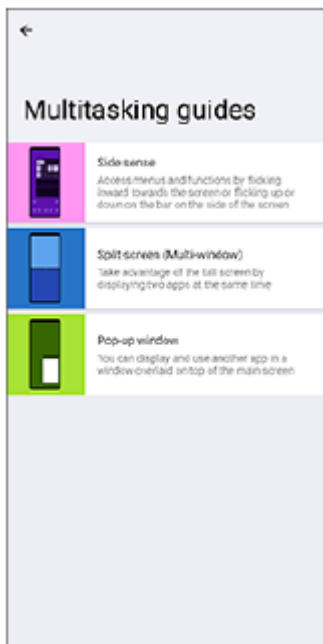 Multitasking guides
Side sense
Access menus and functions by flicking
inward towards the screen or flicking up or
down on the bar on the side of the screen
Split-screen (Multi-window)
Take advantage of the tall screen by
displaying two apps at the same time
Pop-up window
You can display and use another app in a
window overlaid on top of the main screen